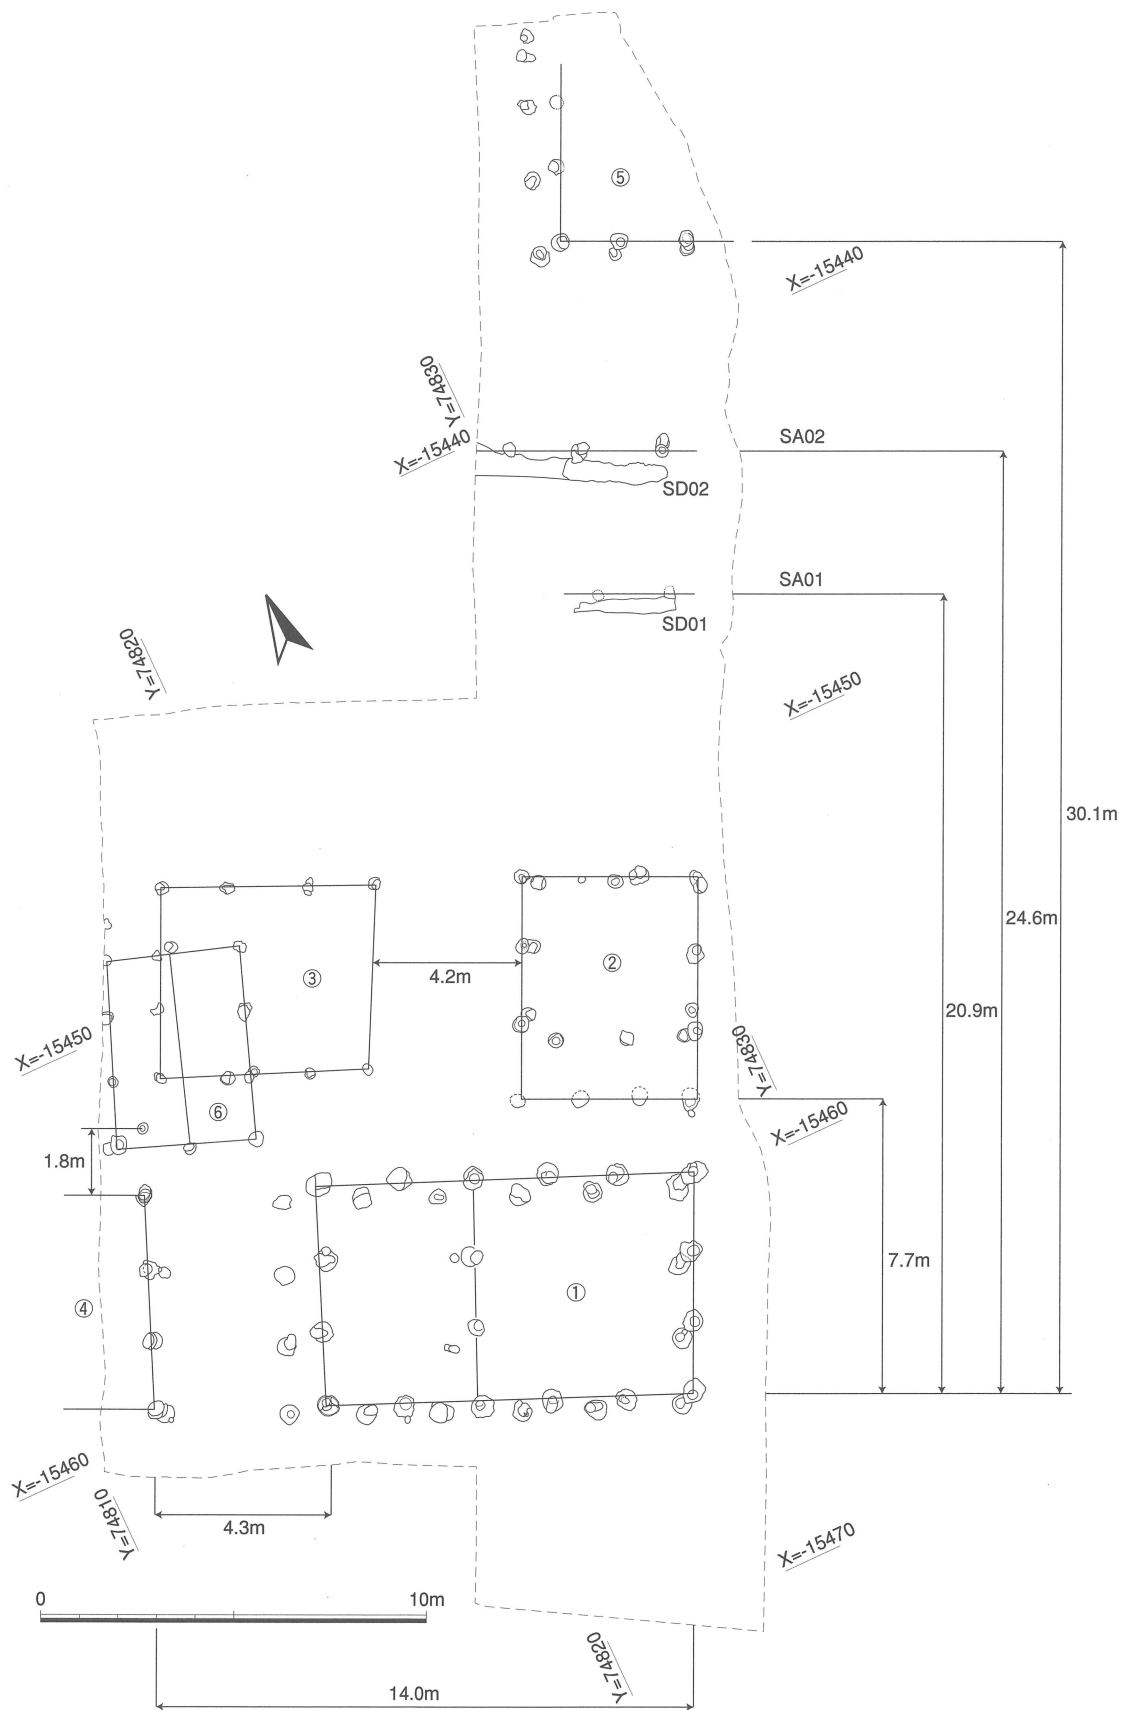 ⑤
X=-15440
Y=74830
X=-15440
SA02
SD02
SA01
SD01
Y=74820
X=-15450
30.1m
24.6m
③
4.2m
②
20.9m
X=-15450
Y=74830
⑥
X=-15460
1.8m
7.7m
①
④
X=-15460
Y=74810
4.3m
X=-15470
0 10m
Y=74820
14.0m